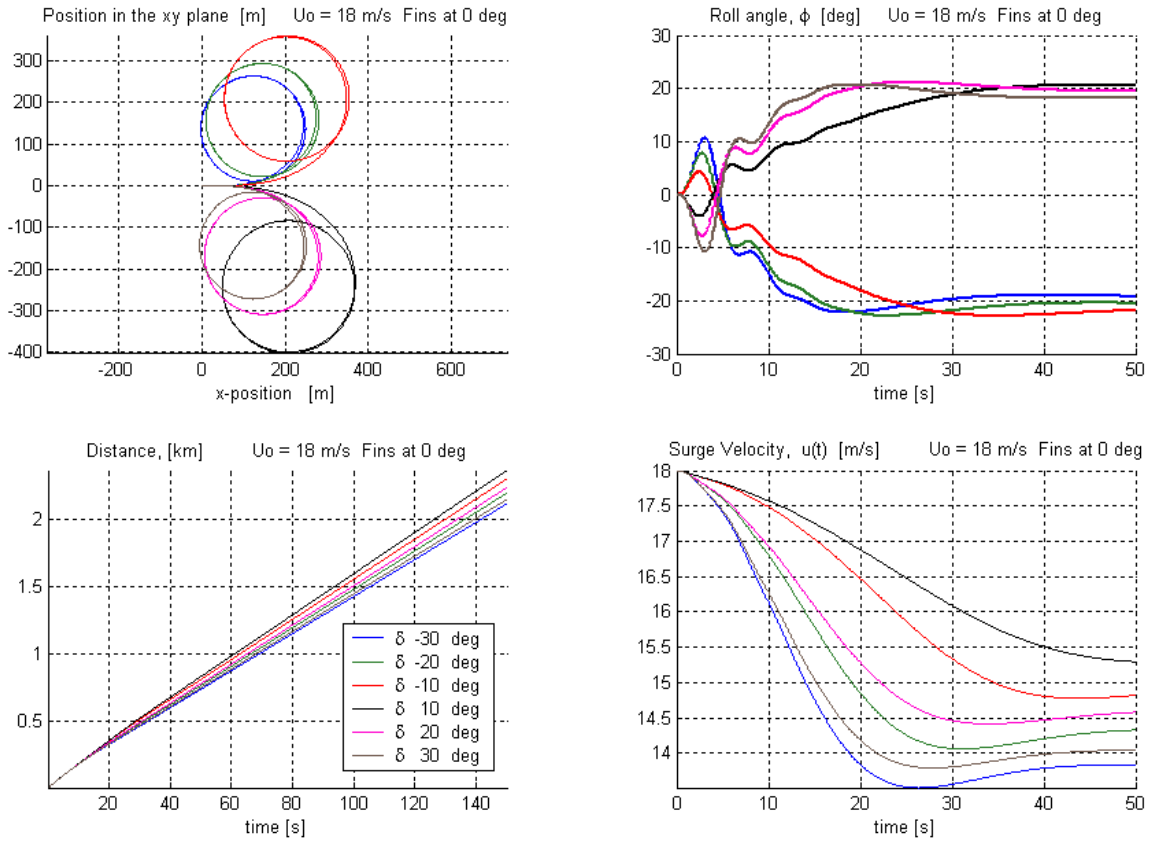 Position in the xy plane [m] Uo = 18 m/s Fins at 0 deg
300
200
100
0
-100
-200
-300
-400
-200 0 200 400 600
x-position [m]
Roll angle, ϕ [deg] Uo = 18 m/s Fins at 0 deg
30
20
10
0
-10
-20
-30
0 10 20 30 40 50
time [s]
Distance, [km] Uo = 18 m/s Fins at 0 deg
2
1.5
1
0.5
20 40 60 80 100 120 140
time [s]
δ -30 deg
δ -20 deg
δ -10 deg
δ 10 deg
δ 20 deg
δ 30 deg
Surge Velocity, u(t) [m/s] Uo = 18 m/s Fins at 0 deg
18
17.5
17
16.5
16
15.5
15
14.5
14
0 10 20 30 40 50
time [s]